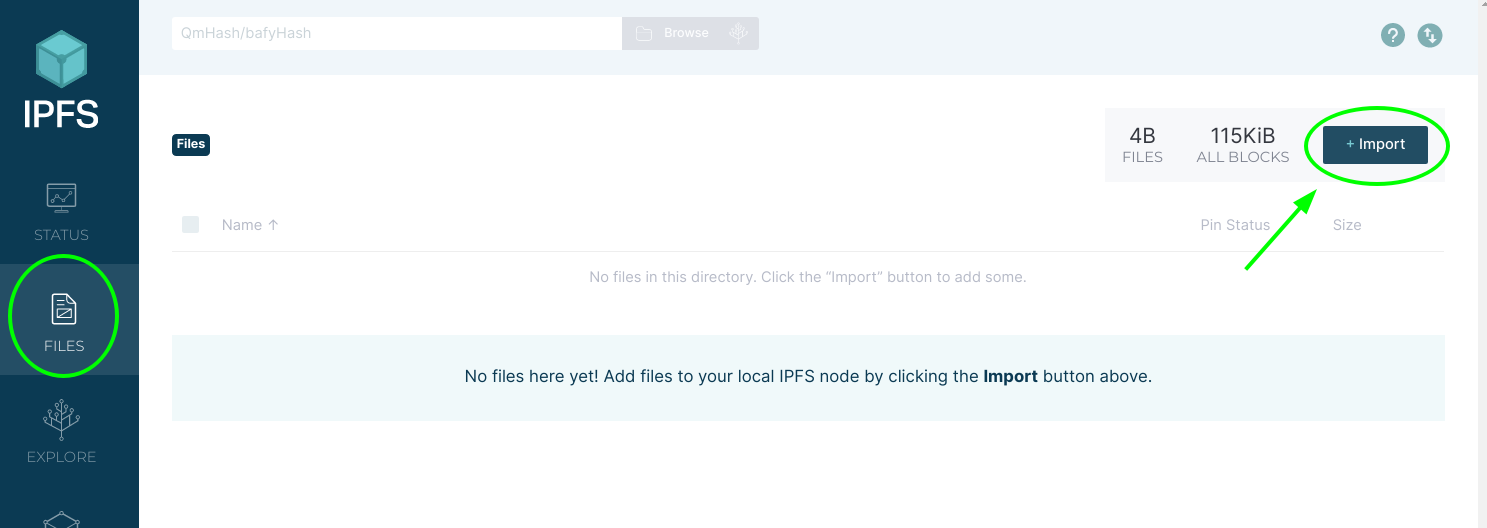 QmHash/bafyHash
Browse
?
IPFS
Files
4B
FILES
115KiB
ALL BLOCKS
+ Import
STATUS
Name ↑
Pin Status
Size
No files in this directory. Click the “Import” button to add some.
FILES
No files here yet! Add files to your local IPFS node by clicking the Import button above.
EXPLORE